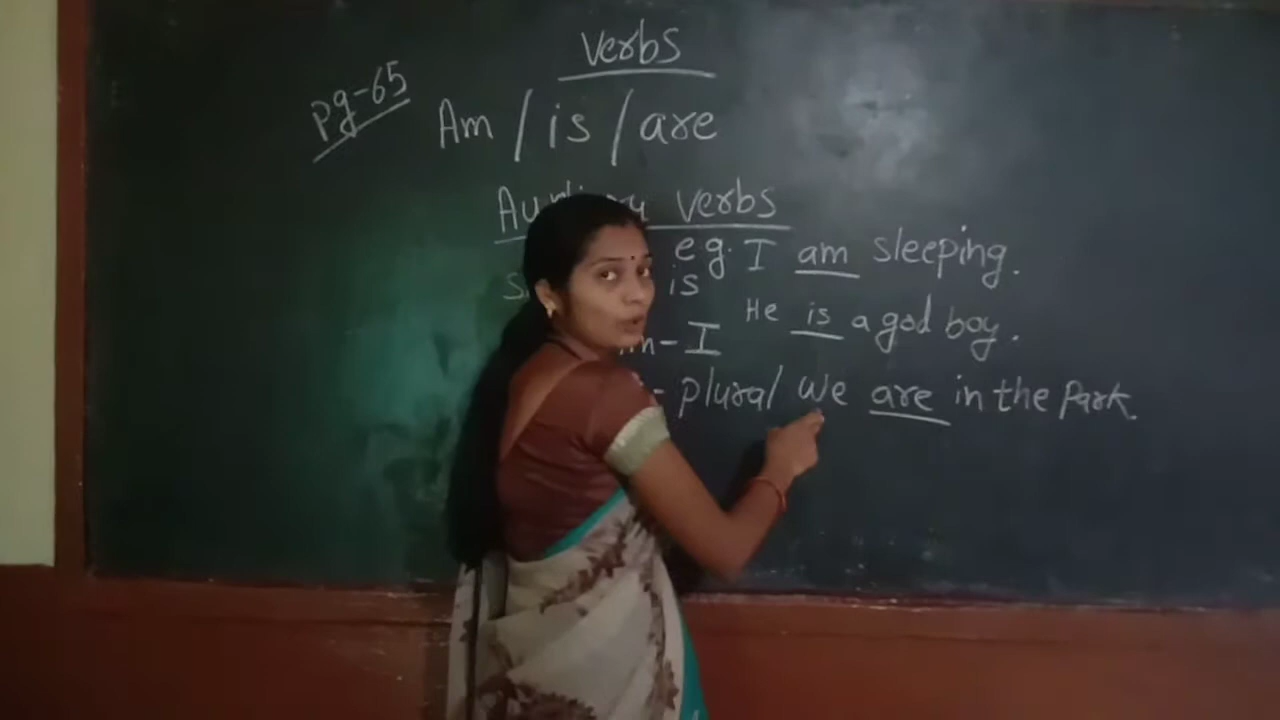 verbs
pg-65
Am / is / are
verbs
e.g. I am sleeping.
is
He is a god boy.
- I
- plural we are in the Park.